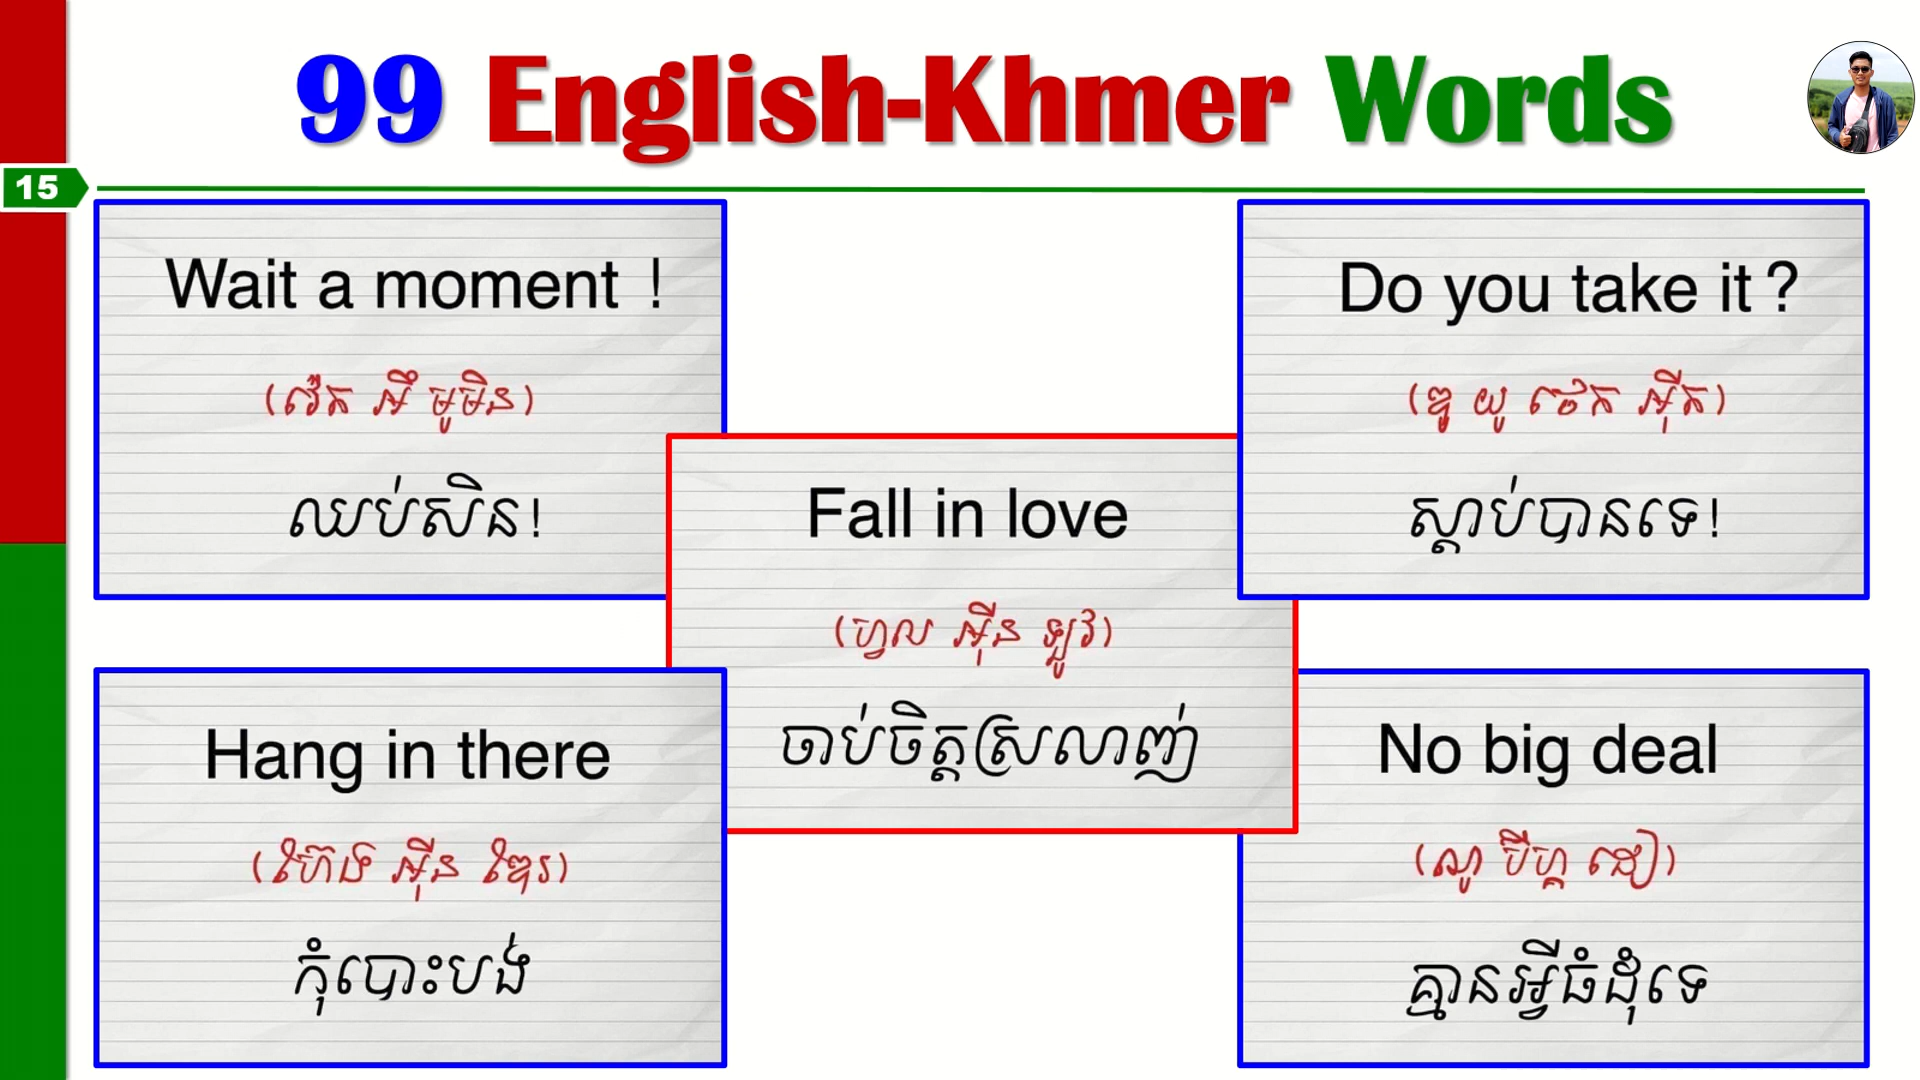 99 English-Khmer Words
15
Wait a moment !
(វ៉េត អឹ មូមិន)
ឈប់សិន!
Do you take it ?
(ឌូ យូ ថេក អ៊ីត)
ស្តាប់បានទេ!
Fall in love
(ហ្វល អ៊ីន ឡូវ)
ចាប់ចិត្តស្រលាញ់
Hang in there
(ហ៊ែង អ៊ីន ឌែរ)
កុំបោះបង់
No big deal
(ណូ ប៊ីហ្គ ដៀ)
គ្មានអ្វីធំដុំទេ